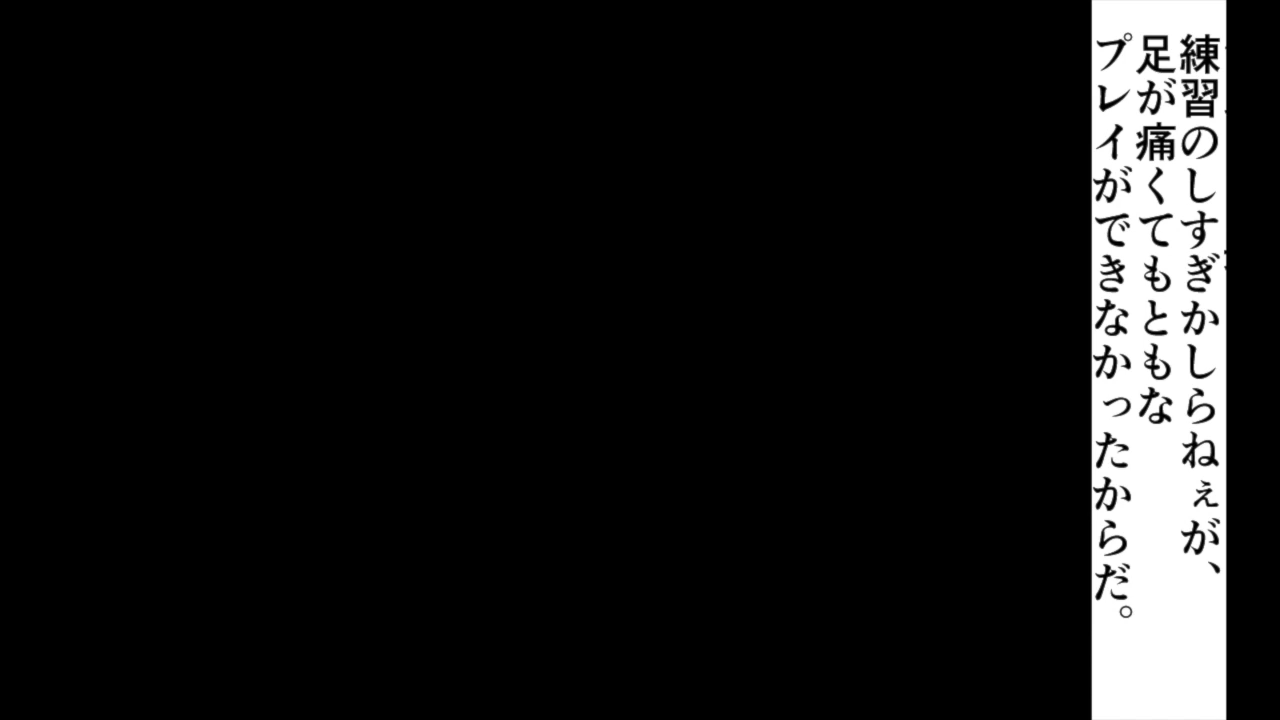 練習のしすぎかしらねぇが、
足が痛くてもともな
プレイができなかったからだ。